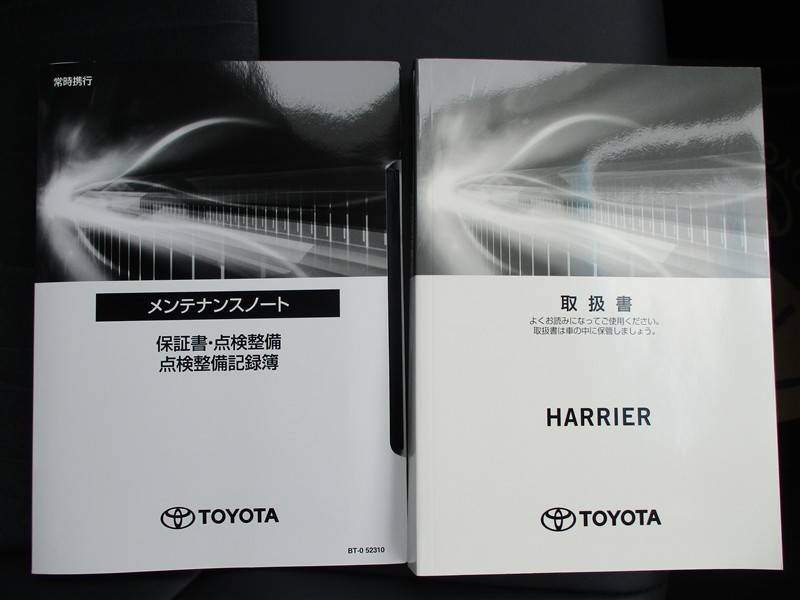 常時携行
メンテナンスノート
保証書・点検整備
点検整備記録簿
TOYOTA
BT-0 52310
取扱書
よくお読みになってご使用ください。
取扱書は車の中に保管しましょう。
HARRIER
TOYOTA